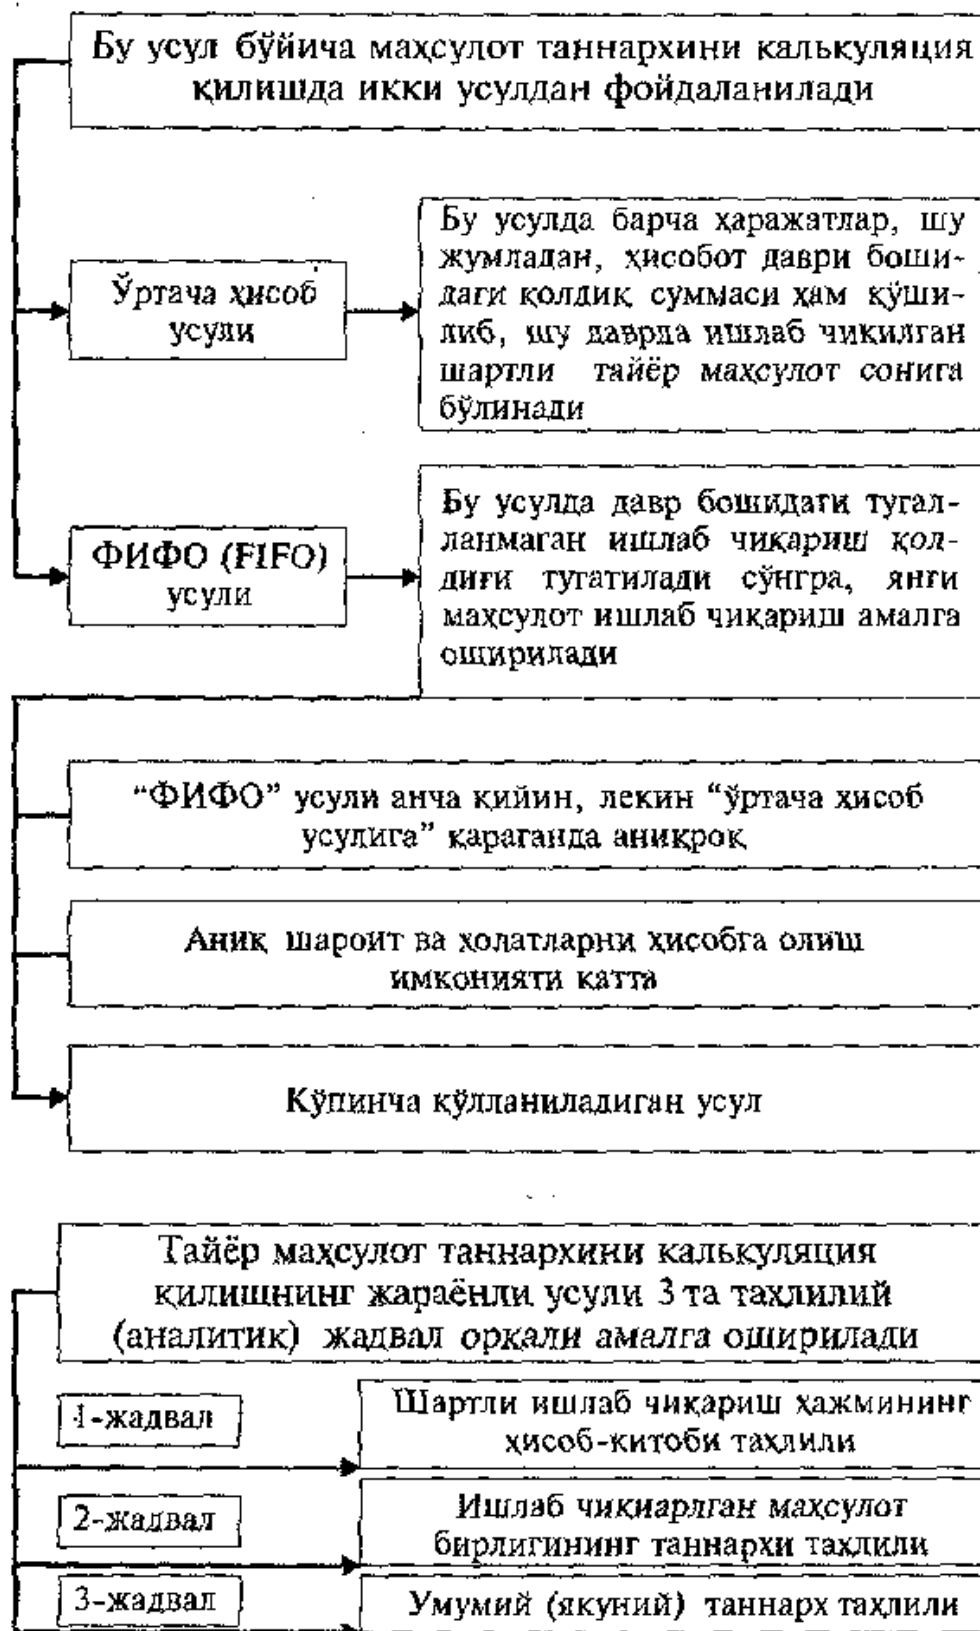 Бу усул бўйича маҳсулот таннархини калькуляция
қилишда икки усулдан фойдаланилади
Ўртача ҳисоб
усули
Бу усулда барча ҳаражатлар, шу
жумладан, ҳисобот даври боши-
даги қолдиқ суммаси ҳам қўши-
либ, шу даврда ишлаб чиқилган
шартли тайёр маҳсулот сонига
бўлинади
ФИФО (FIFO)
усули
Бу усулда давр бошидаги тугал-
ланмаган ишлаб чиқариш қол-
диғи тугатилади сўнгра, янги
маҳсулот ишлаб чиқариш амалга
оширилади
“ФИФО” усули анча қийин, лекин “ўртача ҳисоб
усулига” қараганда аниқроқ
Аниқ шароит ва ҳолатларни ҳисобга олиш
имконияти катта
Кўпинча қўлланиладиган усул
Тайёр маҳсулот таннархини калькуляция
қилишнинг жараёнли усули 3 та таҳлилий
(аналитик) жадвал орқали амалга оширилади
1-жадвал
Шартли ишлаб чиқариш ҳажмининг
ҳисоб-китоби таҳлили
2-жадвал
Ишлаб чиқиарлган маҳсулот
бирлигининг таннархи таҳлили
3-жадвал
Умумий (якуний) таннарх таҳлили